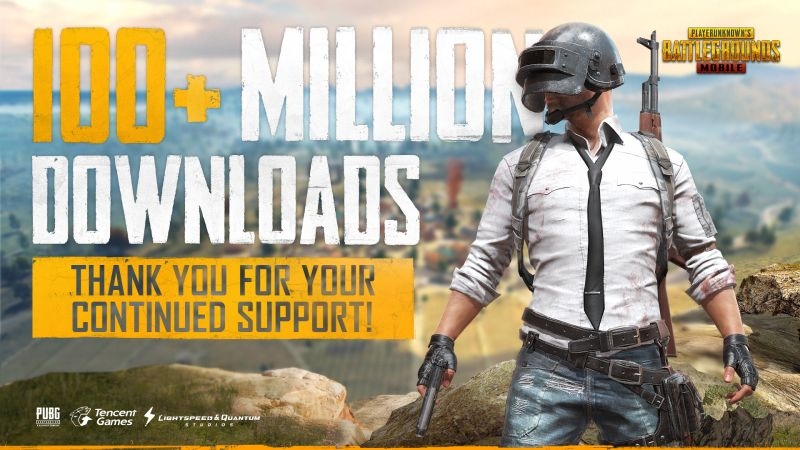 100+ MILLION
DOWNLOADS
THANK YOU FOR YOUR
CONTINUED SUPPORT!
PLAYERUNKNOWN'S
BATTLEGROUNDS
MOBILE
PUBG
Tencent
Games
LIGHTSPEED & QUANTUM
STUDIOS